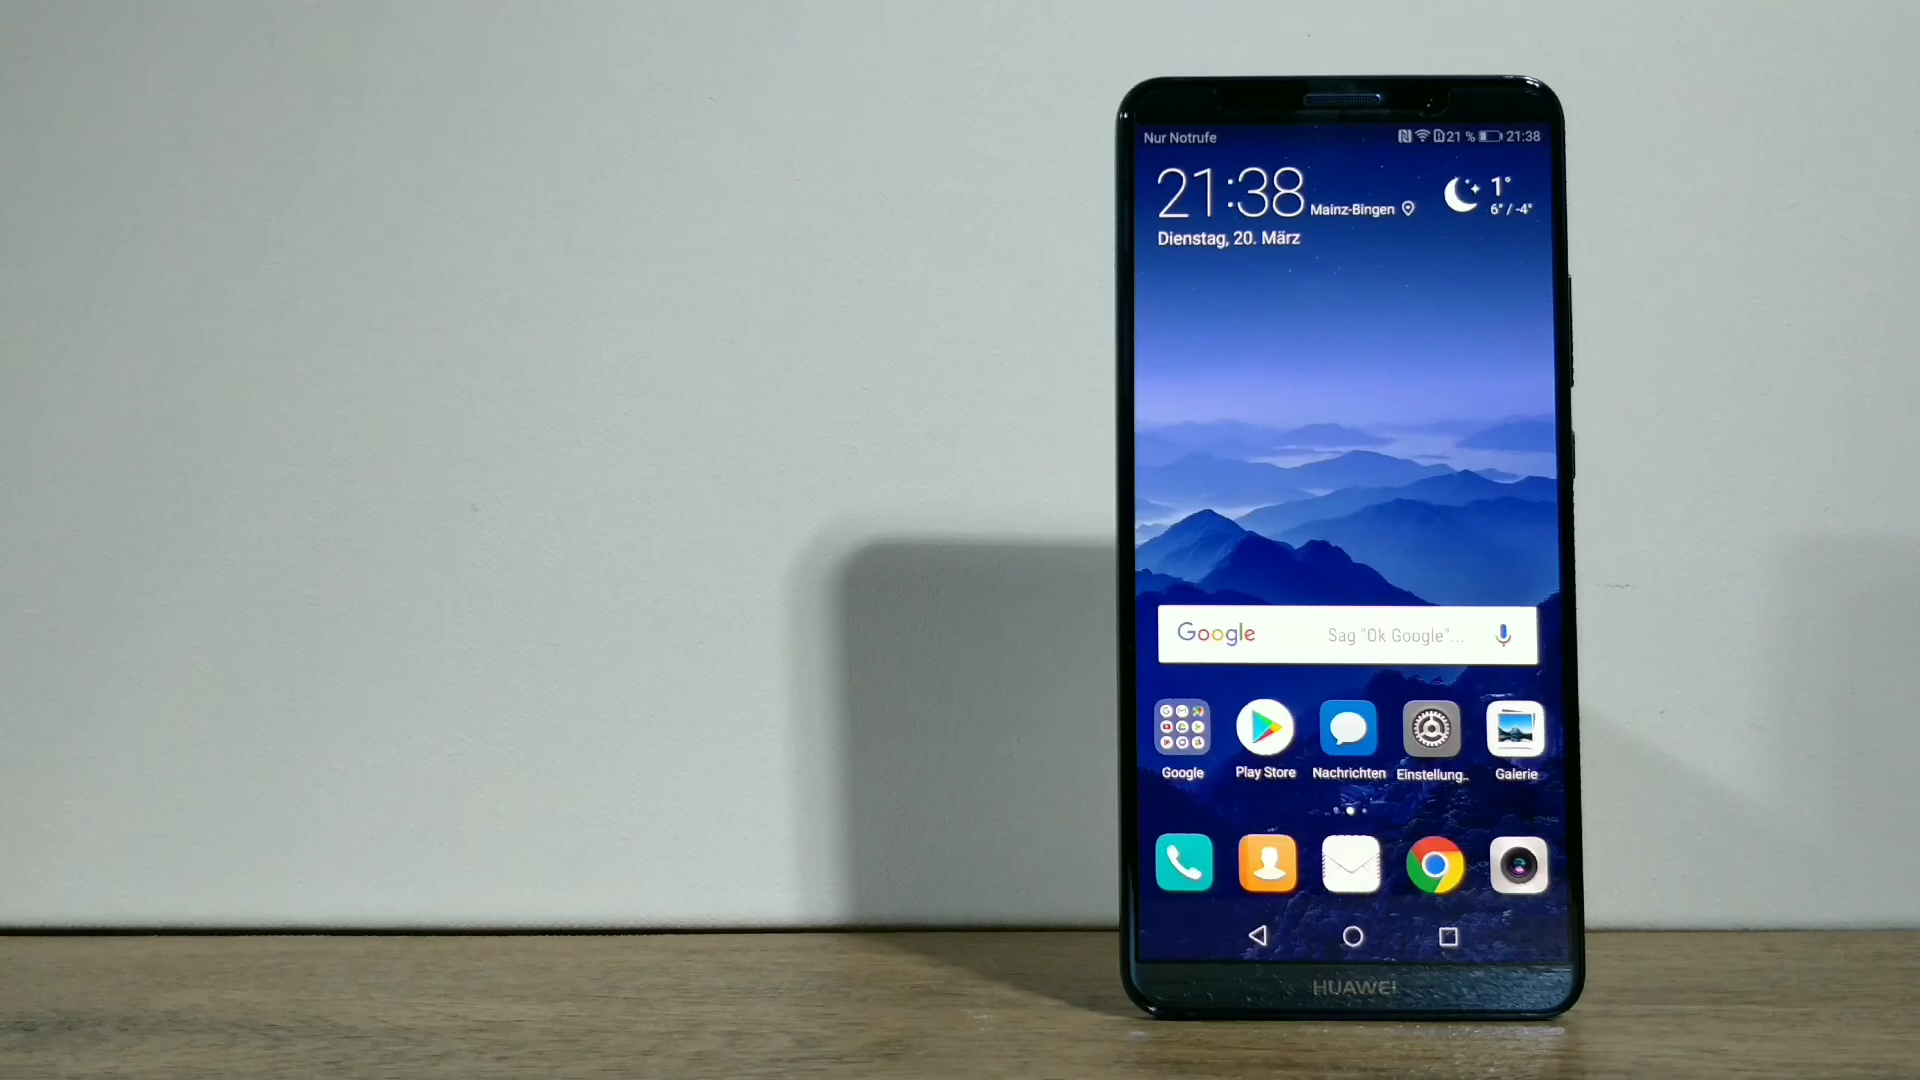 Nur Notrufe 21 % 21:38
21:38 Mainz-Bingen 1°
6° / -4°
Dienstag, 20. März
Google Sag "Ok Google"...
Google Play Store Nachrichten Einstellung.. Galerie
HUAWEI